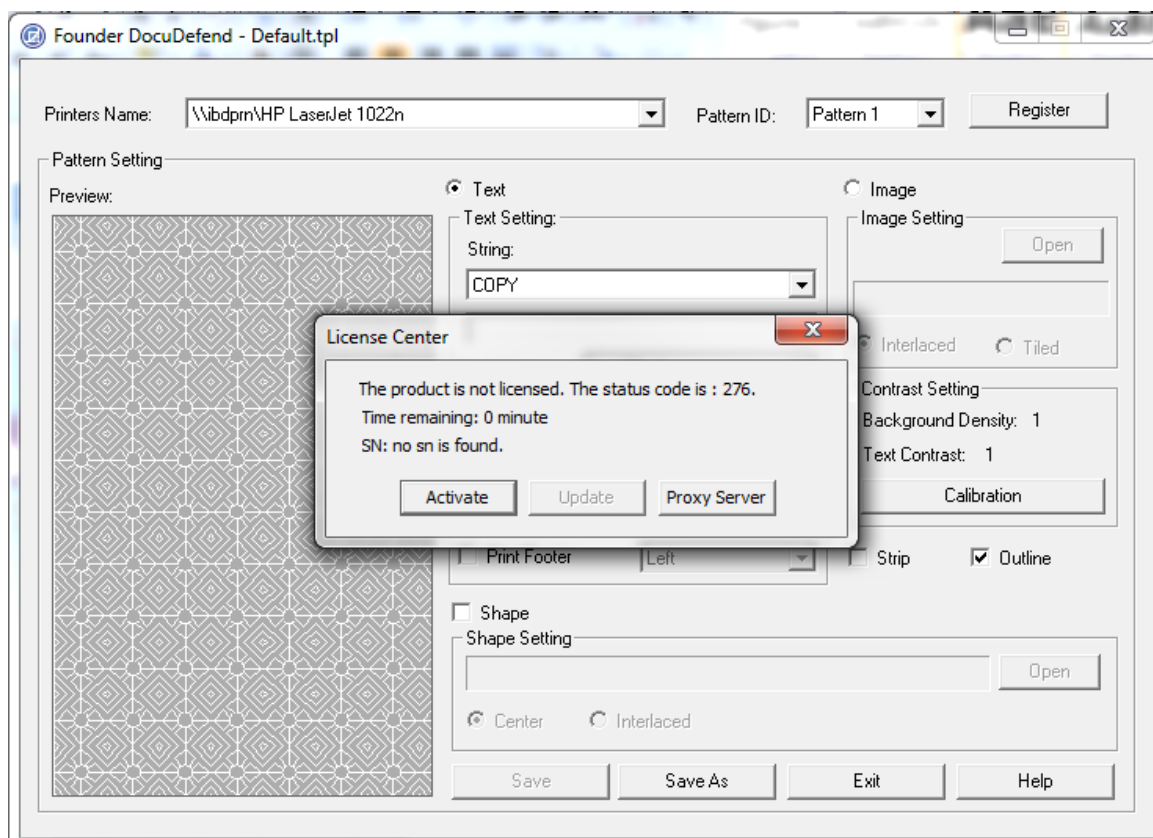 Founder DocuDefend - Default.tpl
Printers Name: \\ibdprn\HP LaserJet 1022n Pattern ID: Pattern 1 Register
Pattern Setting
Preview:
Text
Image
Text Setting:
Image Setting
String:
Open
COPY
License Center
Interlaced Tiled
The product is not licensed. The status code is : 276.
Time remaining: 0 minute
SN: no sn is found.
Activate Update Proxy Server
Contrast Setting
Background Density: 1
Text Contrast: 1
Calibration
Print Footer Left
Strip Outline
Shape
Shape Setting
Open
Center Interlaced
Save Save As Exit Help